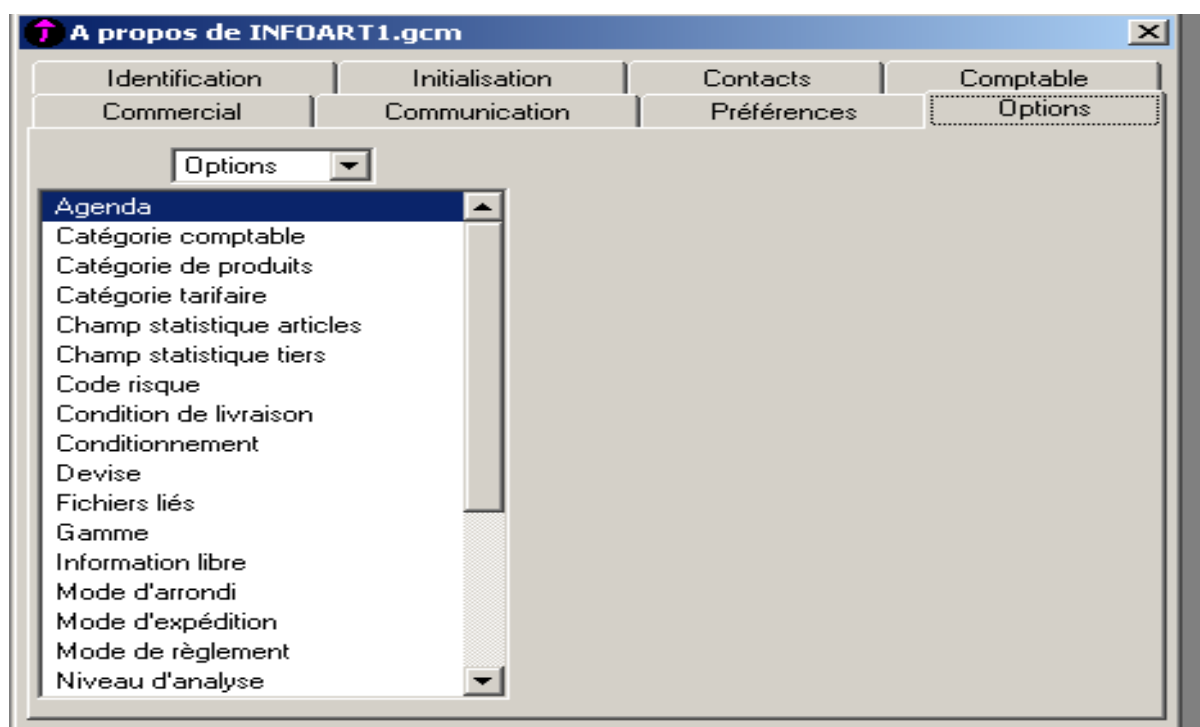 A propos de INFOART1.gcm
Identification Initialisation Contacts Comptable
Commercial Communication Préférences Options
Options
Agenda
Catégorie comptable
Catégorie de produits
Catégorie tarifaire
Champ statistique articles
Champ statistique tiers
Code risque
Condition de livraison
Conditionnement
Devise
Fichiers liés
Gamme
Information libre
Mode d'arrondi
Mode d'expédition
Mode de règlement
Niveau d'analyse